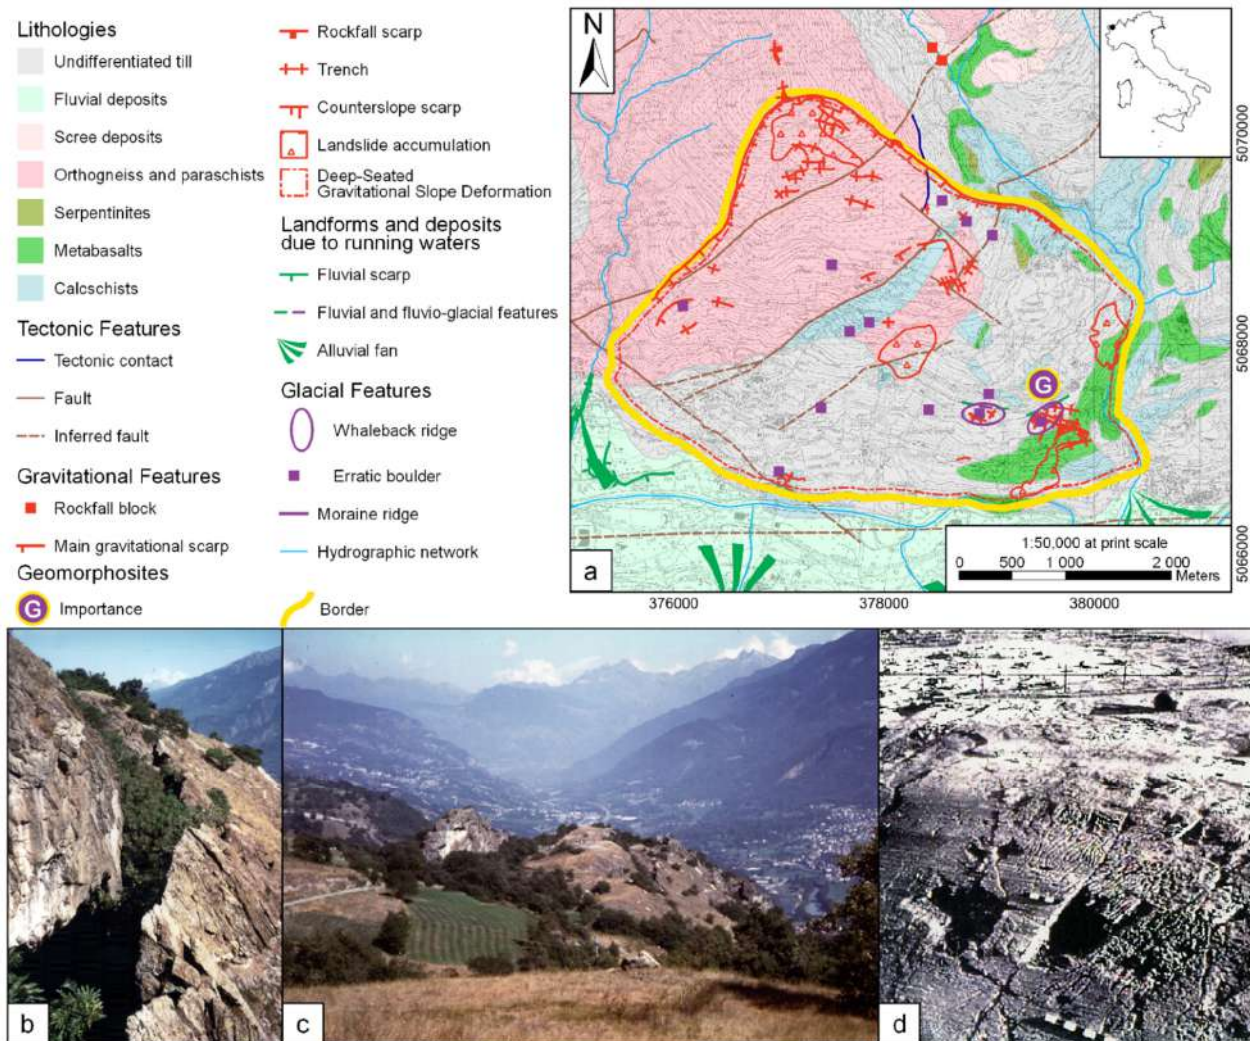 Lithologies
Undifferentiated till
Fluvial deposits
Scree deposits
Orthogneiss and paraschists
Serpentinites
Metabasalts
Calcschists
Tectonic Features
Tectonic contact
Fault
Inferred fault
Gravitational Features
Rockfall block
Main gravitational scarp
Geomorphosites
G Importance
Rockfall scarp
Trench
Counterslope scarp
Landslide accumulation
Deep-Seated
Gravitational Slope Deformation
Landforms and deposits
due to running waters
Fluvial scarp
Fluvial and fluvio-glacial features
Alluvial fan
Glacial Features
Whaleback ridge
Erratic boulder
Moraine ridge
Hydrographic network
Border
N
G
5070000
5068000
5066000
1:50,000 at print scale
0 500 1 000 2 000
Meters
a
376000 378000 380000
b
c
d